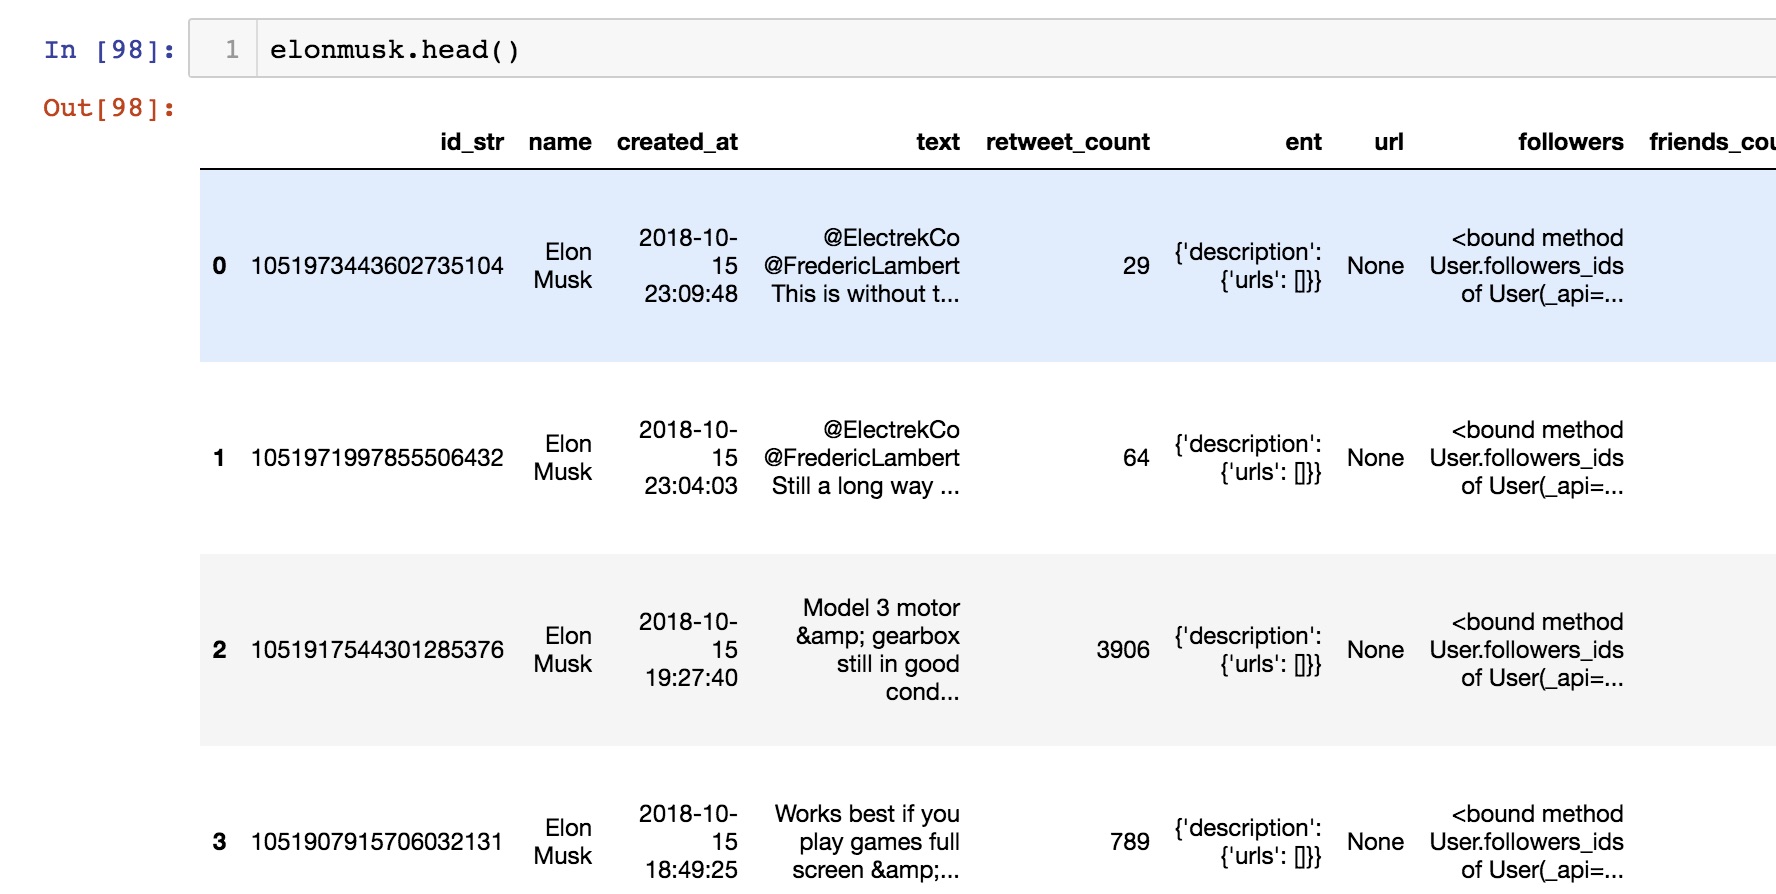 In [98]: 1 elonmusk.head()
Out[98]:
id_str name created_at text retweet_count ent url followers friends_cou
0 1051973443602735104 Elon Musk 2018-10-15 23:09:48 @ElectrekCo @FredericLambert This is without t... 29 {'description': {'urls': []}} None <bound method User.followers_ids of User(_api=...
1 1051971997855506432 Elon Musk 2018-10-15 23:04:03 @ElectrekCo @FredericLambert Still a long way ... 64 {'description': {'urls': []}} None <bound method User.followers_ids of User(_api=...
2 1051917544301285376 Elon Musk 2018-10-15 19:27:40 Model 3 motor &amp; gearbox still in good cond... 3906 {'description': {'urls': []}} None <bound method User.followers_ids of User(_api=...
3 1051907915706032131 Elon Musk 2018-10-15 18:49:25 Works best if you play games full screen &amp;... 789 {'description': {'urls': []}} None <bound method User.followers_ids of User(_api=...